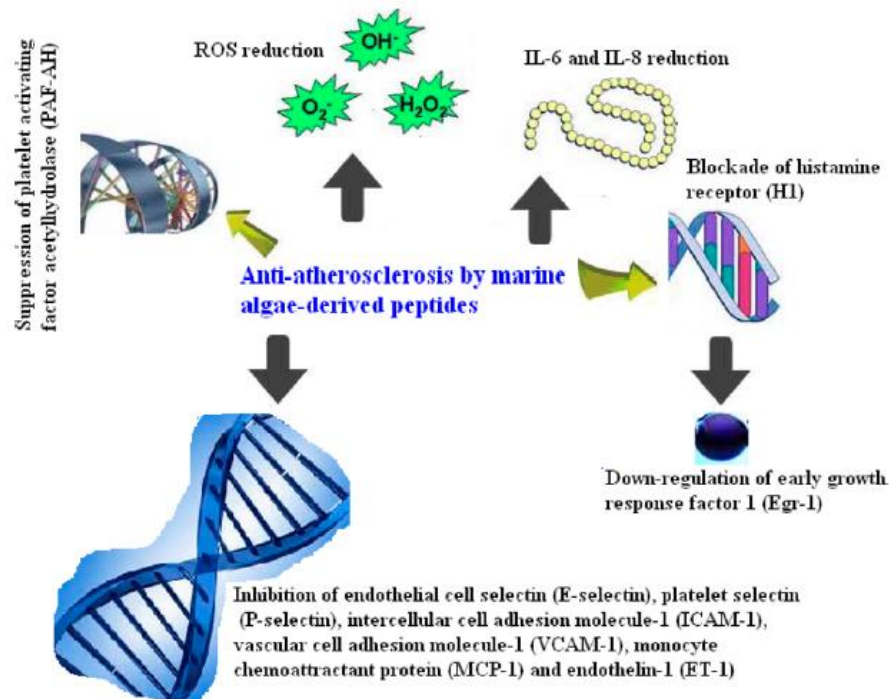 Suppression of platelet activating
factor acetylhydrolase (PAF-AH)
ROS reduction
OH-
O2-
H2O2
IL-6 and IL-8 reduction
Blockade of histamine
receptor (H1)
Anti-atherosclerosis by marine
algae-derived peptides
Down-regulation of early growth
response factor 1 (Egr-1)
Inhibition of endothelial cell selectin (E-selectin), platelet selectin
(P-selectin), intercellular cell adhesion molecule-1 (ICAM-1),
vascular cell adhesion molecule-1 (VCAM-1), monocyte
chemoattractant protein (MCP-1) and endothelin-1 (ET-1)